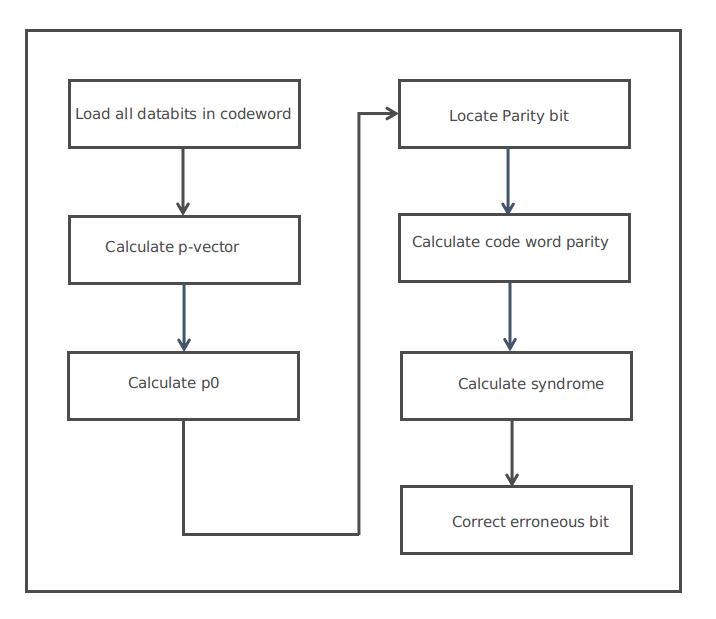 Load all databits in codeword
Calculate p-vector
Calculate p0
Locate Parity bit
Calculate code word parity
Calculate syndrome
Correct erroneous bit